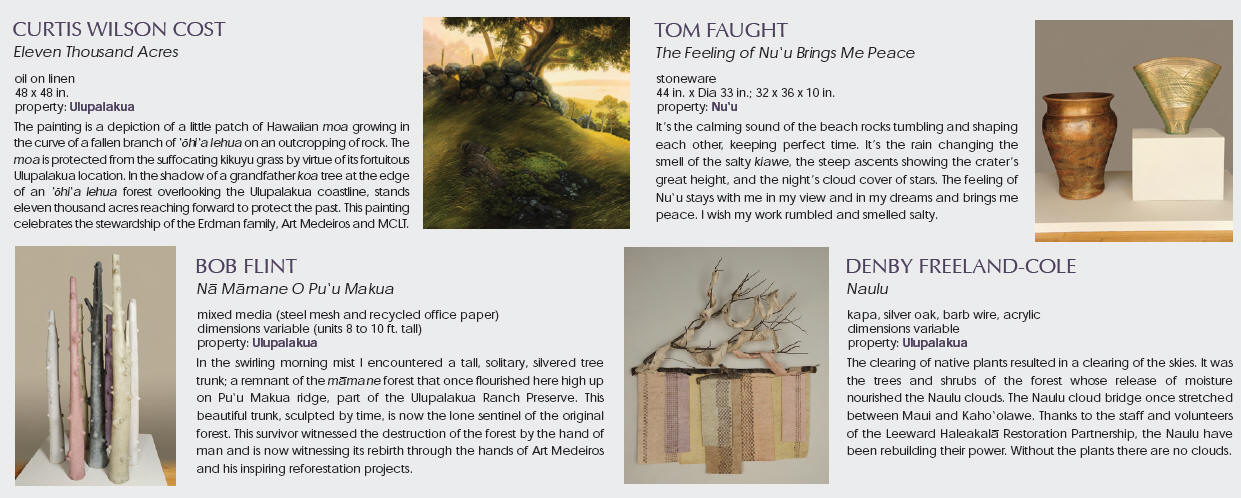 CURTIS WILSON COST
Eleven Thousand Acres
oil on linen
48 x 48 in.
property: Ulupalakua
The painting is a depiction of a little patch of Hawaiian moa growing in
the curve of a fallen branch of ʻōhiʻa lehua on an outcropping of rock. The
moa is protected from the suffocating kikuyu grass by virtue of its fortuitous
Ulupalakua location. In the shadow of a grandfather koa tree at the edge
of an ʻōhiʻa lehua forest overlooking the Ulupalakua coastline, stands
eleven thousand acres reaching forward to protect the past. This painting
celebrates the stewardship of the Erdman family, Art Medeiros and MCLT.
TOM FAUGHT
The Feeling of Nuʻu Brings Me Peace
stoneware
44 in. x Dia 33 in.; 32 x 36 x 10 in.
property: Nuʻu
It's the calming sound of the beach rocks tumbling and shaping
each other, keeping perfect time. It's the rain changing the
smell of the salty kiawe, the steep ascents showing the crater's
great height, and the night's cloud cover of stars. The feeling of
Nuʻu stays with me in my view and in my dreams and brings me
peace. I wish my work rumbled and smelled salty.
BOB FLINT
Nā Māmane O Puʻu Makua
mixed media (steel mesh and recycled office paper)
dimensions variable (units 8 to 10 ft. tall)
property: Ulupalakua
In the swirling morning mist I encountered a tall, solitary, silvered tree
trunk; a remnant of the māmane forest that once flourished here high up
on Puʻu Makua ridge, part of the Ulupalakua Ranch Preserve. This
beautiful trunk, sculpted by time, is now the lone sentinel of the original
forest. This survivor witnessed the destruction of the forest by the hand of
man and is now witnessing its rebirth through the hands of Art Medeiros
and his inspiring reforestation projects.
DENBY FREELAND-COLE
Naulu
kapa, silver oak, barb wire, acrylic
dimensions variable
property: Ulupalakua
The clearing of native plants resulted in a clearing of the skies. It was
the trees and shrubs of the forest whose release of moisture
nourished the Naulu clouds. The Naulu cloud bridge once stretched
between Maui and Kahoʻolawe. Thanks to the staff and volunteers
of the Leeward Haleakalā Restoration Partnership, the Naulu have
been rebuilding their power. Without the plants there are no clouds.